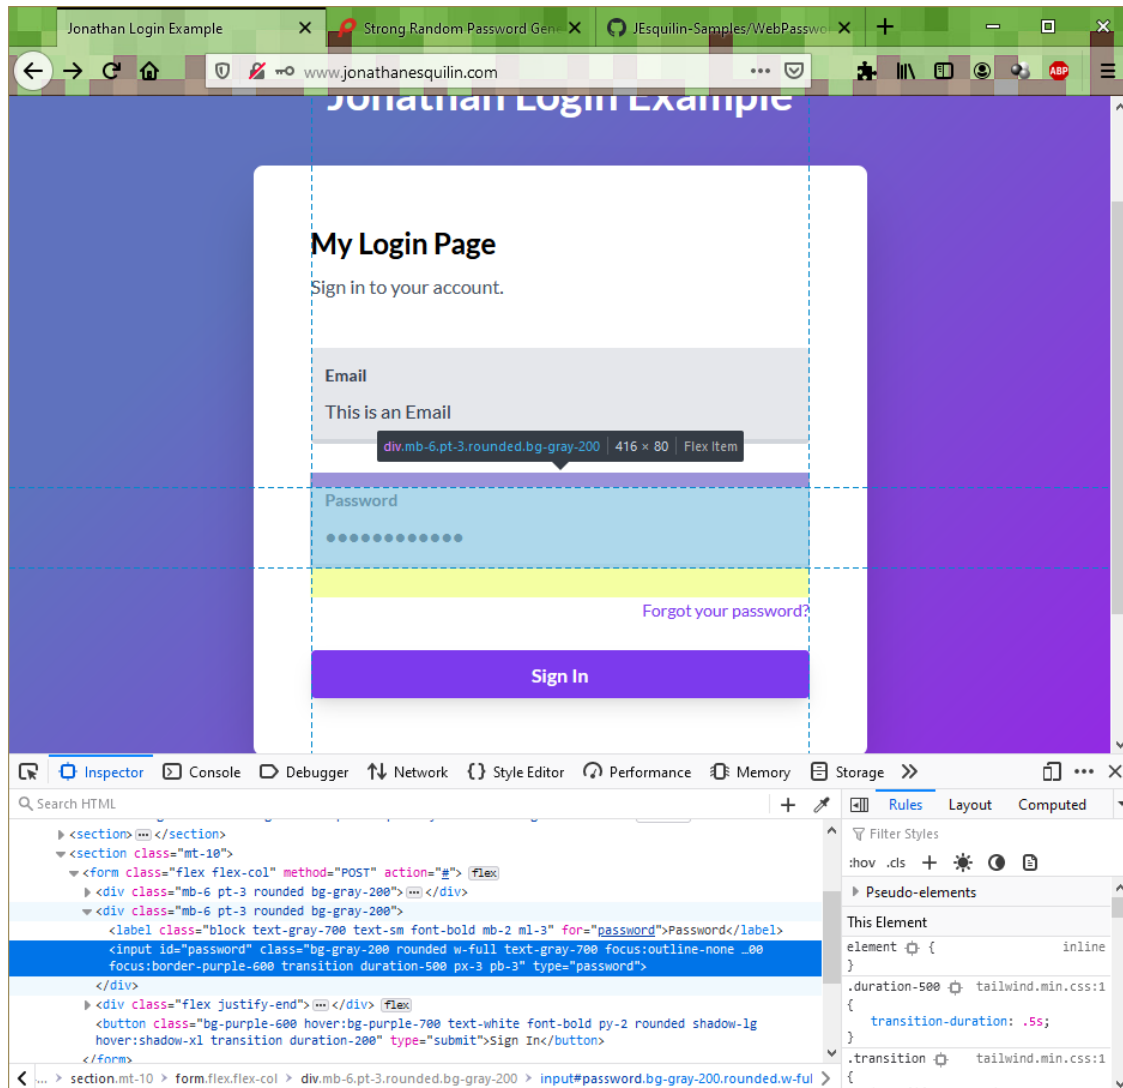 Jonathan Login Example
Strong Random Password Gene
JEsquilin-Samples/WebPasswo
www.jonathanesquilin.com
ABP
Jonathan Login Example
My Login Page
Sign in to your account.
Email
This is an Email
div.mb-6.pt-3.rounded.bg-gray-200 | 416 × 80 | Flex Item
Password
●●●●●●●●●●●●
Forgot your password?
Sign In
Inspector Console Debugger Network {} Style Editor Performance Memory Storage
Search HTML
<section> ••• </section>
<section class="mt-10">
<form class="flex flex-col" method="POST" action="#"> flex
<div class="mb-6 pt-3 rounded bg-gray-200"> ••• </div>
<div class="mb-6 pt-3 rounded bg-gray-200">
<label class="block text-gray-700 text-sm font-bold mb-2 ml-3" for="password">Password</label>
<input id="password" class="bg-gray-200 rounded w-full text-gray-700 focus:outline-none …00
focus:border-purple-600 transition duration-500 px-3 pb-3" type="password">
</div>
<div class="flex justify-end"> ••• </div> flex
<button class="bg-purple-600 hover:bg-purple-700 text-white font-bold py-2 rounded shadow-lg
hover:shadow-xl transition duration-200" type="submit">Sign In</button>
</form>
... > section.mt-10 > form.flex.flex-col > div.mb-6.pt-3.rounded.bg-gray-200 > input#password.bg-gray-200.rounded.w-ful
Rules Layout Computed
Filter Styles
:hov .cls +
Pseudo-elements
This Element
element { inline
}
.duration-500 tailwind.min.css:1
{
transition-duration: .5s;
}
.transition tailwind.min.css:1
{